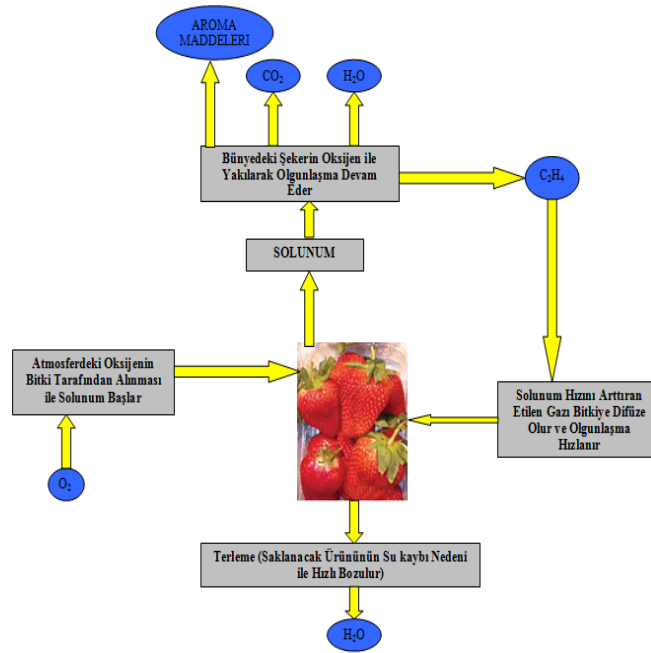 AROMA
MADDELERI
CO2
H2O
Bünyedeki Şekerin Oksijen ile
Yakılarak Olgunlaşma Devam
Eder
C2H4
SOLUNUM
Atmosferdeki Oksijenin
Bitki Tarafından Alınması
ile Solunum Başlar
Solunum Hızını Arttıran
Etilen Gazı Bitkiye Difüze
Olur ve Olgunlaşma
Hızlanır
O2
Terleme (Saklanacak Ürününün Su kaybı Nedeni
ile Hızlı Bozulur)
H2O